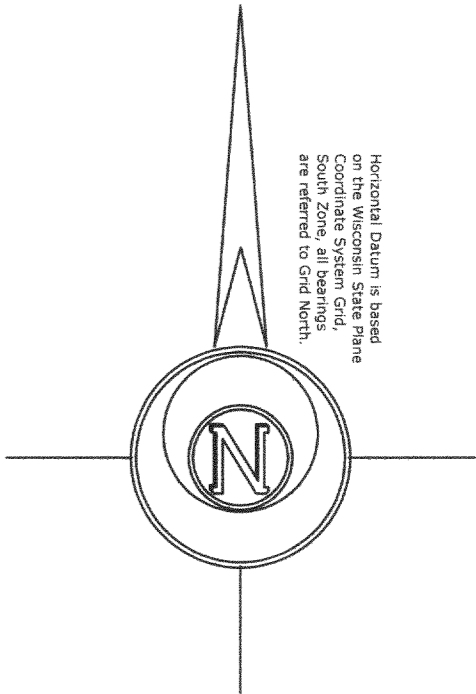 Horizontal Datum is based
on the Wisconsin State Plane
Coordinate System Grid,
South Zone, all bearings
are referred to Grid North.
N